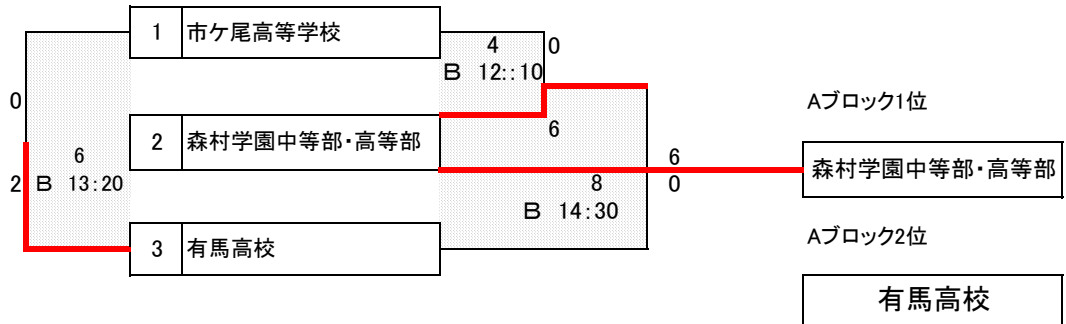 1 市ケ尾高等学校
4 0
B 12::10
0
Aブロック1位
2 森村学園中等部・高等部
6
6
6
森村学園中等部・高等部
2 B 13:20
8
0
B 14:30
3 有馬高校
Aブロック2位
有馬高校